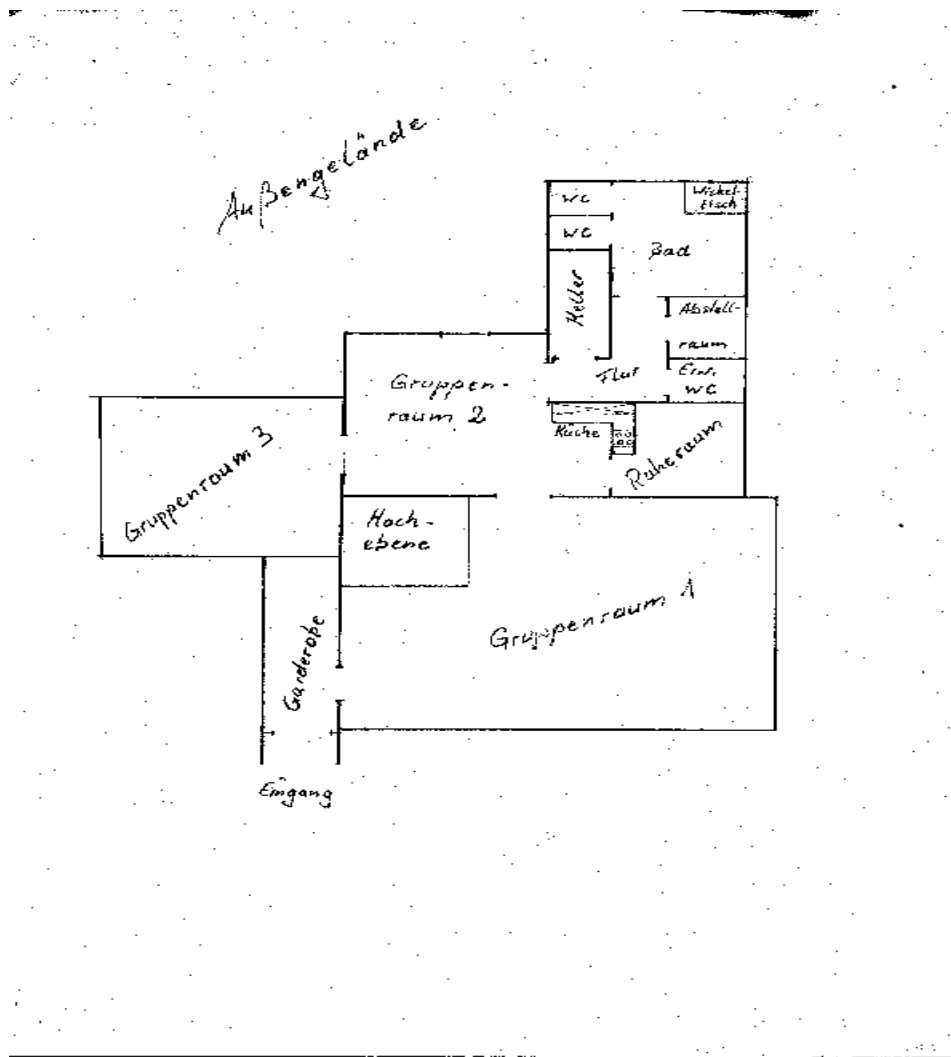 Außengelände
WC
Wickel-
tisch
WC
Bad
Keller
Abstell-
raum
Flur
Erw.
WC
Gruppen-
raum 2
Küche
Ruheraum
Gruppenraum 3
Hoch-
ebene
Gruppenraum 1
Garderobe
Eingang